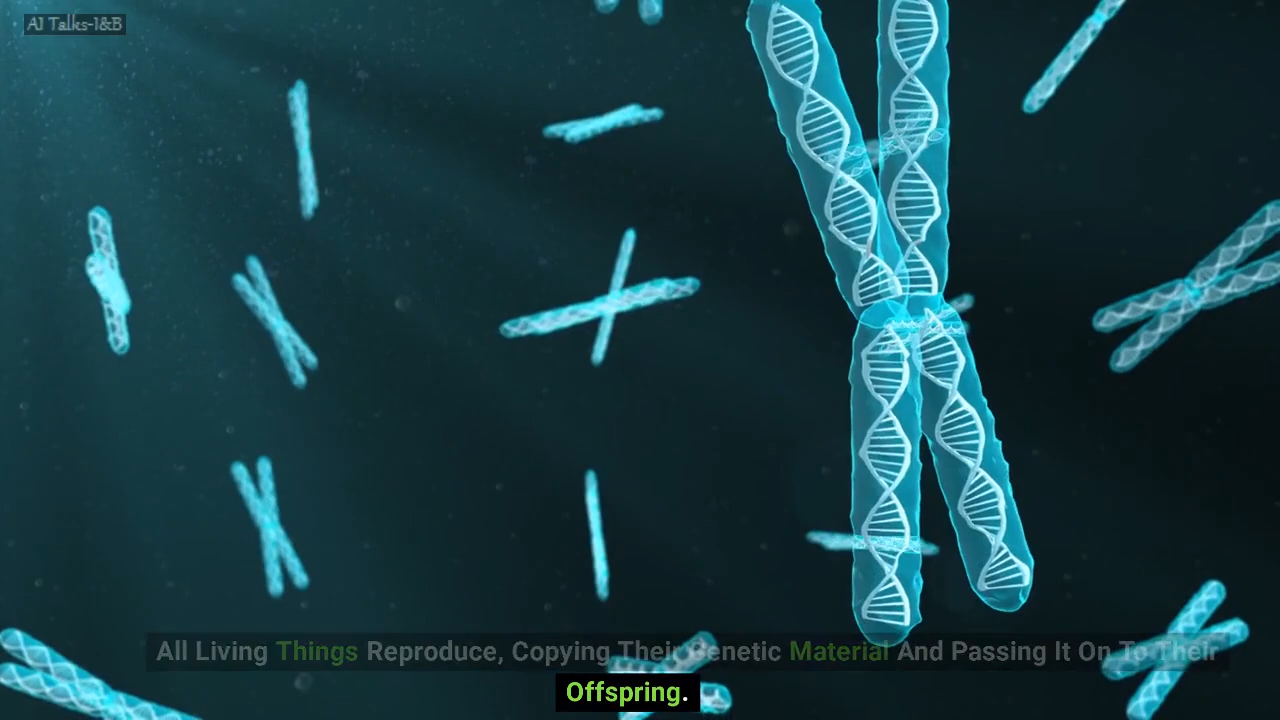 AI Talks-I&B
All Living Things Reproduce, Copying Their Genetic Material And Passing It On To Their
Offspring.